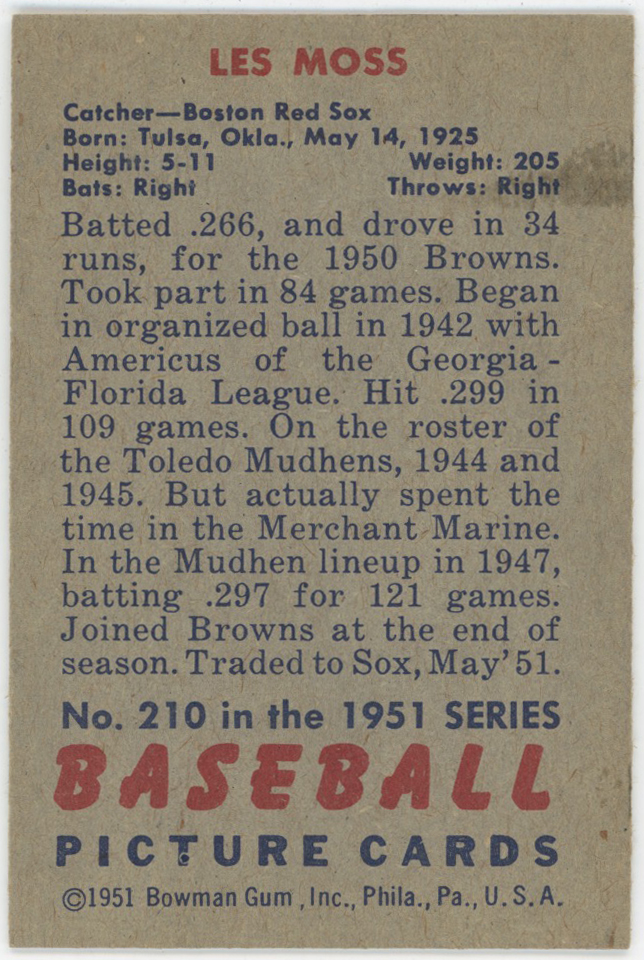 LES MOSS
Catcher—Boston Red Sox
Born: Tulsa, Okla., May 14, 1925
Height: 5-11 Weight: 205
Bats: Right Throws: Right
Batted .266, and drove in 34
runs, for the 1950 Browns.
Took part in 84 games. Began
in organized ball in 1942 with
Americus of the Georgia-
Florida League. Hit .299 in
109 games. On the roster of
the Toledo Mudhens, 1944 and
1945. But actually spent the
time in the Merchant Marine.
In the Mudhen lineup in 1947,
batting .297 for 121 games.
Joined Browns at the end of
season. Traded to Sox, May '51.
No. 210 in the 1951 SERIES
BASEBALL
PICTURE CARDS
©1951 Bowman Gum, Inc., Phila., Pa., U.S.A.